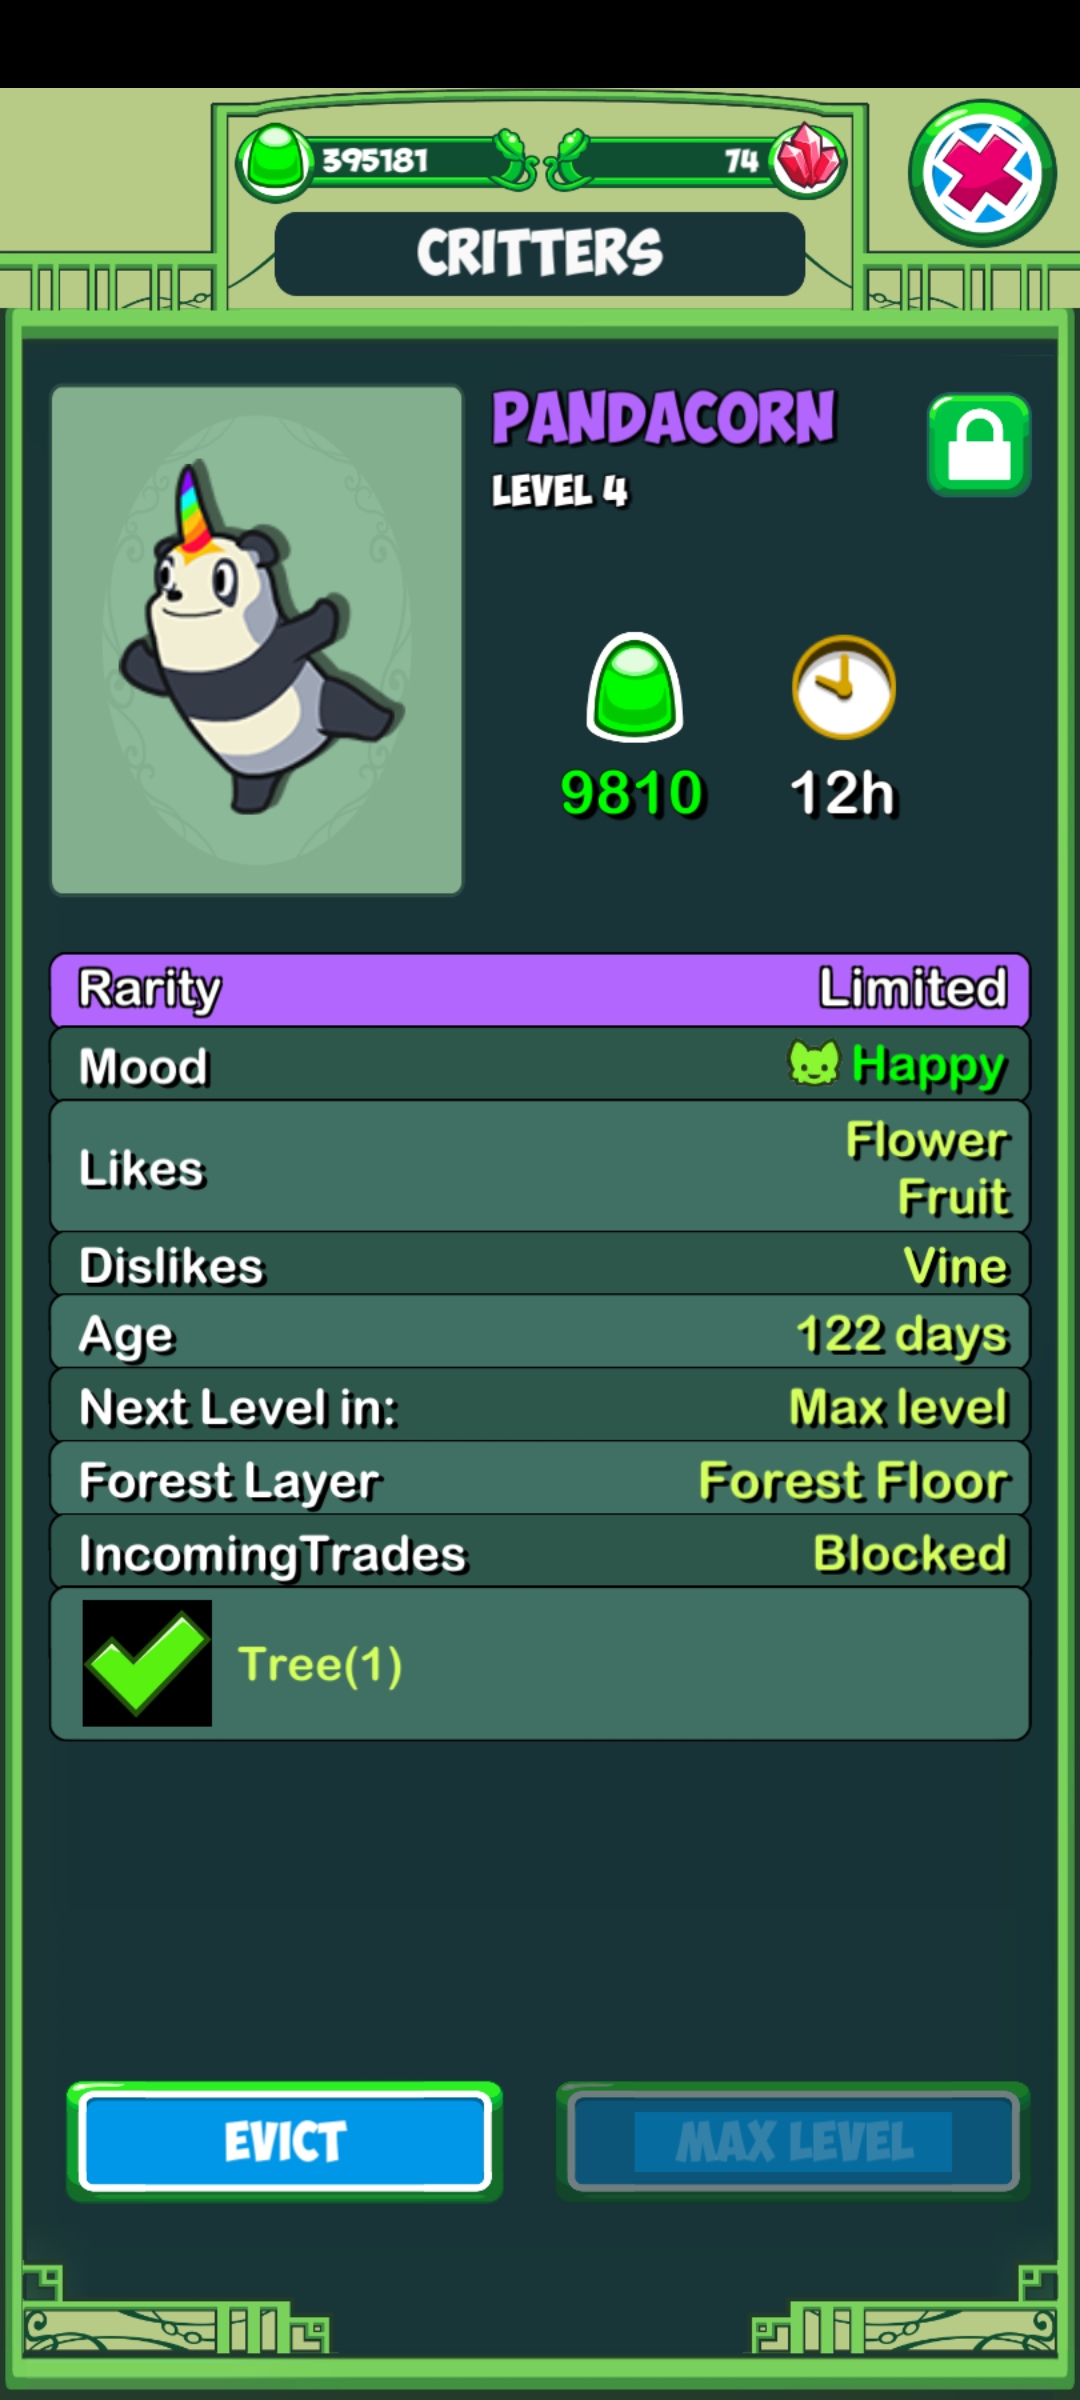 395181
74
CRITTERS
PANDACORN
LEVEL 4
9810
12h
Rarity Limited
Mood Happy
Likes Flower
Fruit
Dislikes Vine
Age 122 days
Next Level in: Max level
Forest Layer Forest Floor
IncomingTrades Blocked
Tree(1)
EVICT
MAX LEVEL